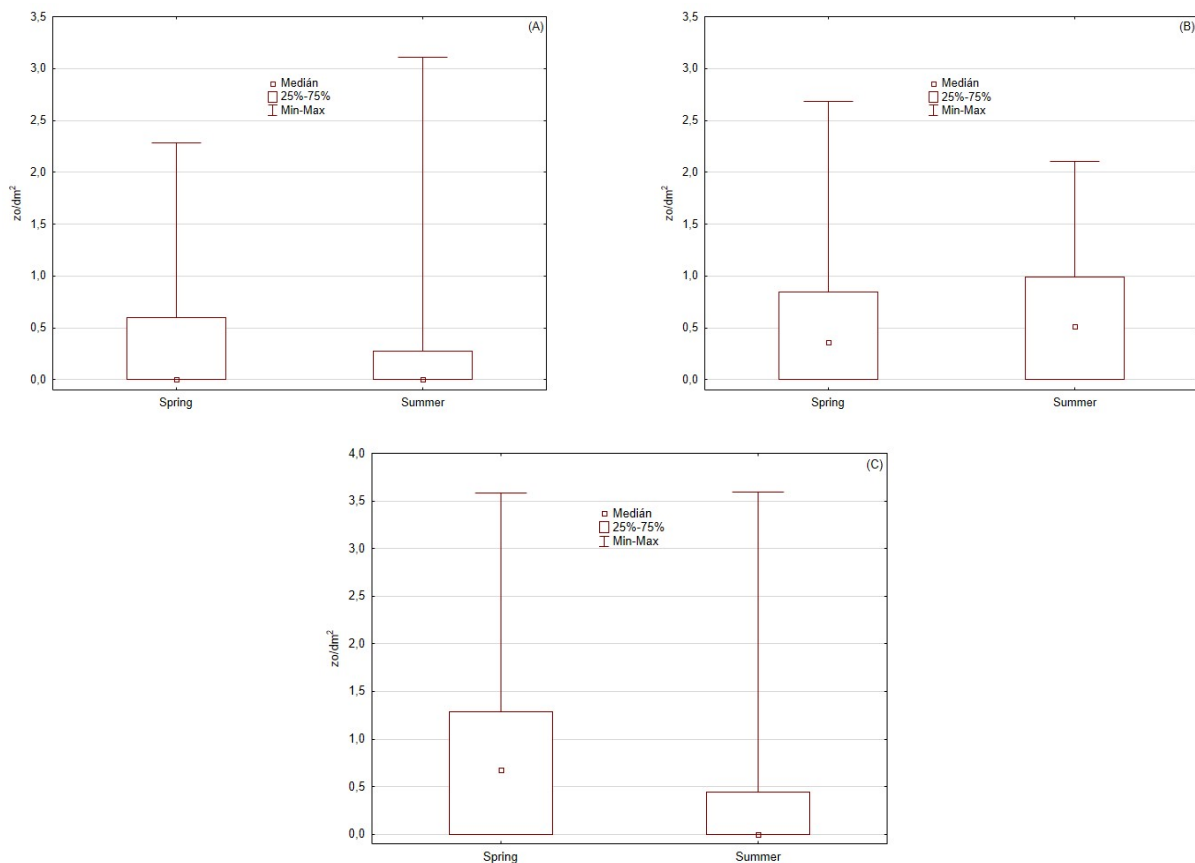 (A)
3,5
3,0
2,5
2,0
1,5
1,0
0,5
0,0
zo/dm²
Medián
25%-75%
Min-Max
Spring Summer
(B)
3,5
3,0
2,5
2,0
1,5
1,0
0,5
0,0
zo/dm²
Medián
25%-75%
Min-Max
Spring Summer
(C)
4,0
3,5
3,0
2,5
2,0
1,5
1,0
0,5
0,0
zo/dm²
Medián
25%-75%
Min-Max
Spring Summer